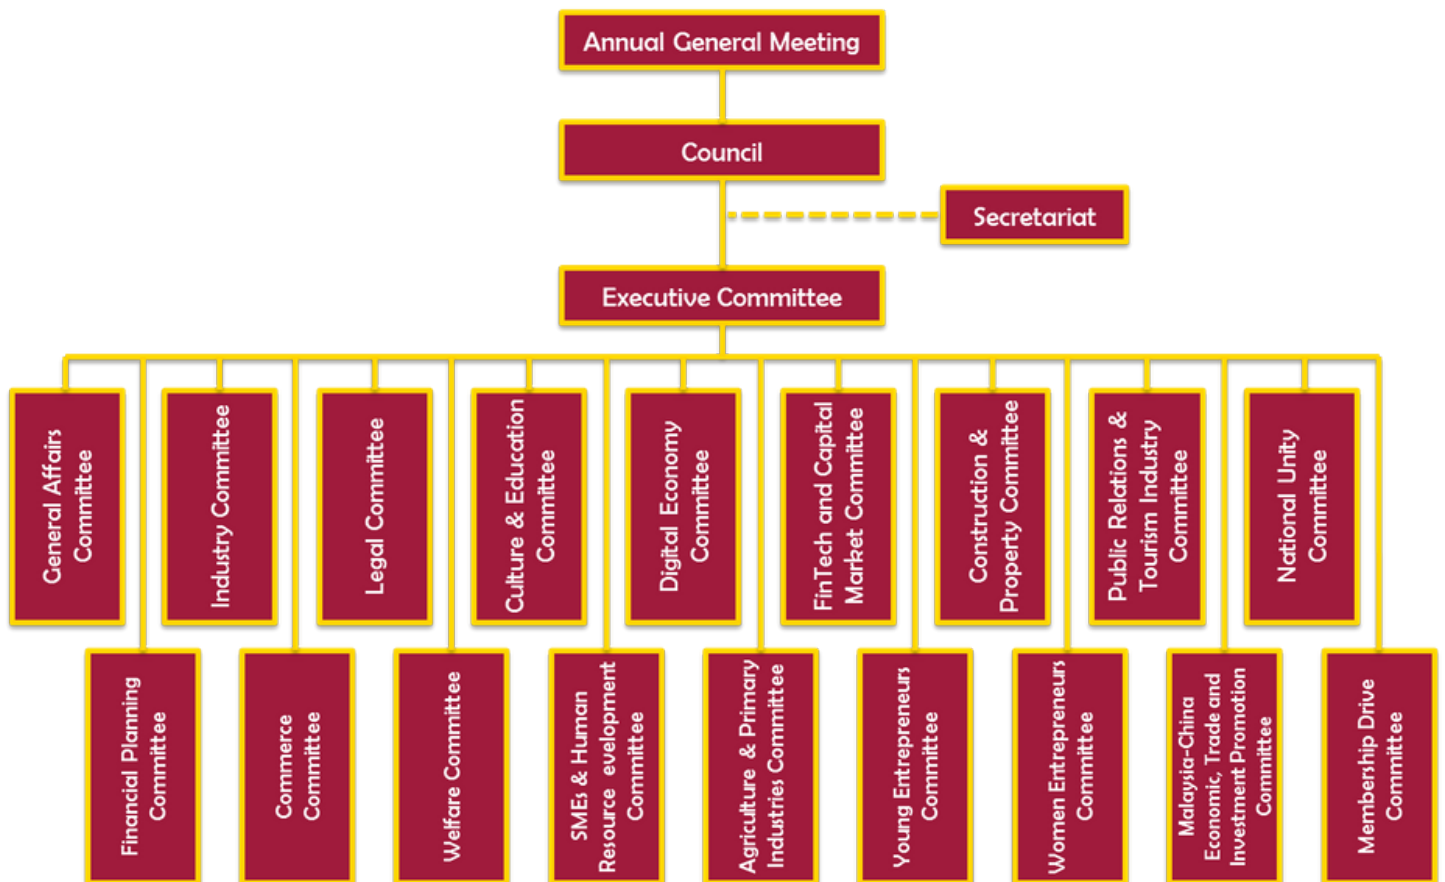 Annual General Meeting
Council
Secretariat
Executive Committee
General Affairs
Committee
Industry Committee
Legal Committee
Culture & Education
Committee
Digital Economy
Committee
FinTech and Capital
Market Committee
Construction &
Property Committee
Public Relations &
Tourism Industry
Committee
National Unity
Committee
Financial Planning
Committee
Commerce
Committee
Welfare Committee
SMEs & Human
Resource evelopment
Committee
Agriculture & Primary
Industries Committee
Young Entrepreneurs
Committee
Women Entrepreneurs
Committee
Malaysia-China
Economic, Trade and
Investment Promotion
Committee
Membership Drive
Committee